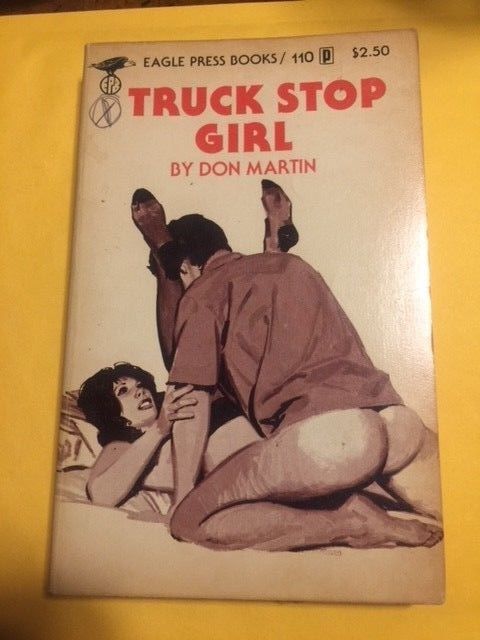 EAGLE PRESS BOOKS / 110 P $2.50
TRUCK STOP
GIRL
BY DON MARTIN